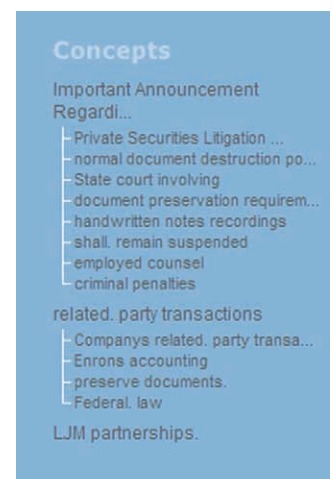 Concepts
Important Announcement
Regardi...
Private Securities Litigation ...
normal document destruction po...
State court involving
document preservation requirem...
handwritten notes recordings
shall. remain suspended
employed counsel
criminal penalties
related. party transactions
Companys related. party transa...
Enrons accounting
preserve documents.
Federal. law
LJM partnerships.